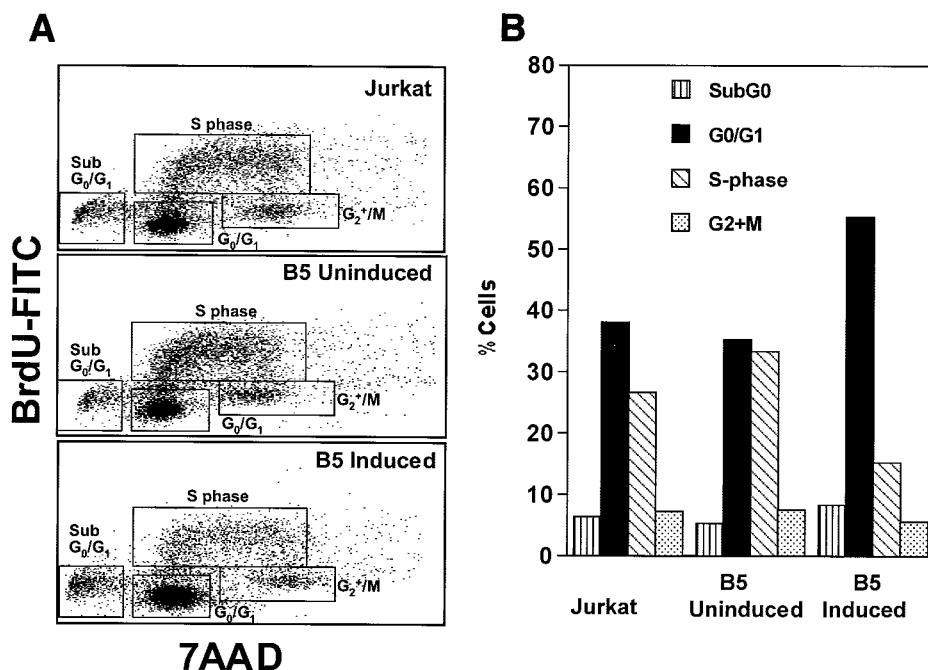 A
BrdU-FITC
Jurkat
S phase
Sub
G₀/G₁
G₂⁺/M
G₀/G₁
B5 Uninduced
S phase
Sub
G₀/G₁
G₂⁺/M
G₀/G₁
B5 Induced
S phase
Sub
G₀/G₁
G₂⁺/M
G₀/G₁
7AAD
B
80
70
60
50
40
30
20
10
0
% Cells
SubG0
G0/G1
S-phase
G2+M
Jurkat
B5
Uninduced
B5
Induced